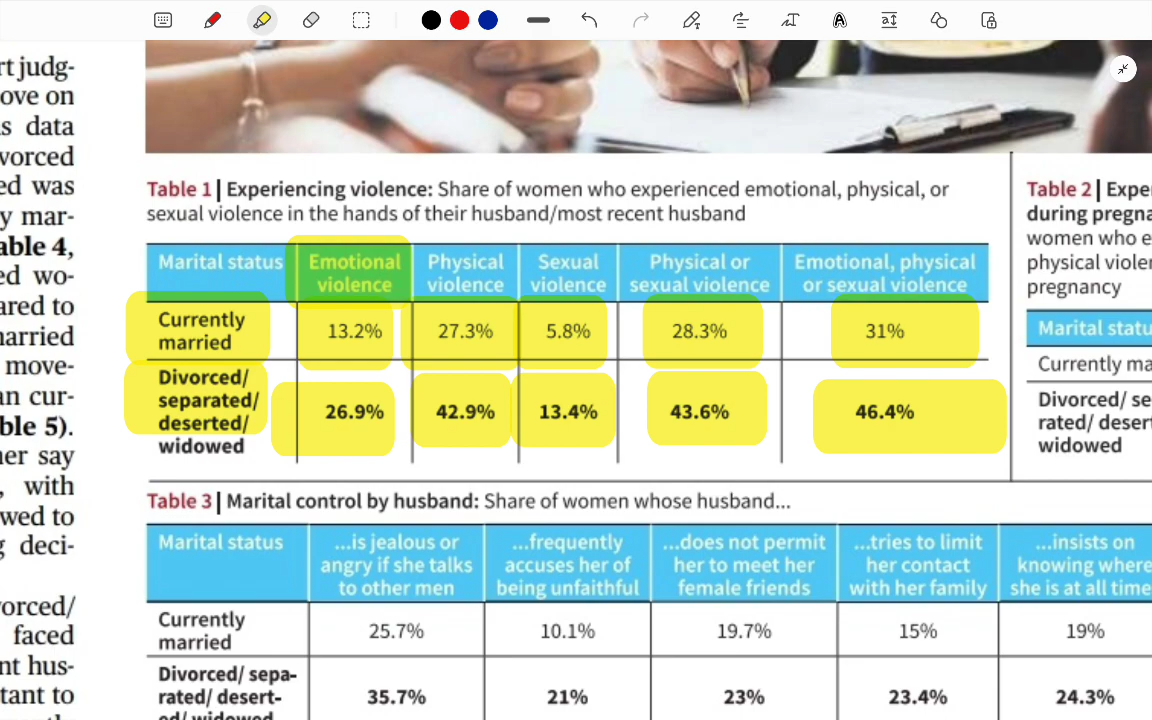 rt judg-
ove on
s data
vorced
ed was
y mar-
able 4,
ed wo-
ared to
narried
move-
an cur-
ble 5).
ner say
, with
wed to
g deci-
vorced/
faced
nt hus-
tant to
Table 1 | Experiencing violence: Share of women who experienced emotional, physical, or
sexual violence in the hands of their husband/most recent husband
Marital status Emotional violence Physical violence Sexual violence Physical or sexual violence Emotional, physical or sexual violence
Currently married 13.2% 27.3% 5.8% 28.3% 31%
Divorced/ separated/ deserted/ widowed 26.9% 42.9% 13.4% 43.6% 46.4%
Table 2 | Expe
during pregna
women who e
physical violen
pregnancy
Marital statu
Currently ma
Divorced/ se
rated/ desert
widowed
Table 3 | Marital control by husband: Share of women whose husband...
Marital status ...is jealous or angry if she talks to other men ...frequently accuses her of being unfaithful ...does not permit her to meet her female friends ...tries to limit her contact with her family ...insists on knowing where she is at all time
Currently married 25.7% 10.1% 19.7% 15% 19%
Divorced/ sepa- rated/ desert- ed/ widowed 35.7% 21% 23% 23.4% 24.3%